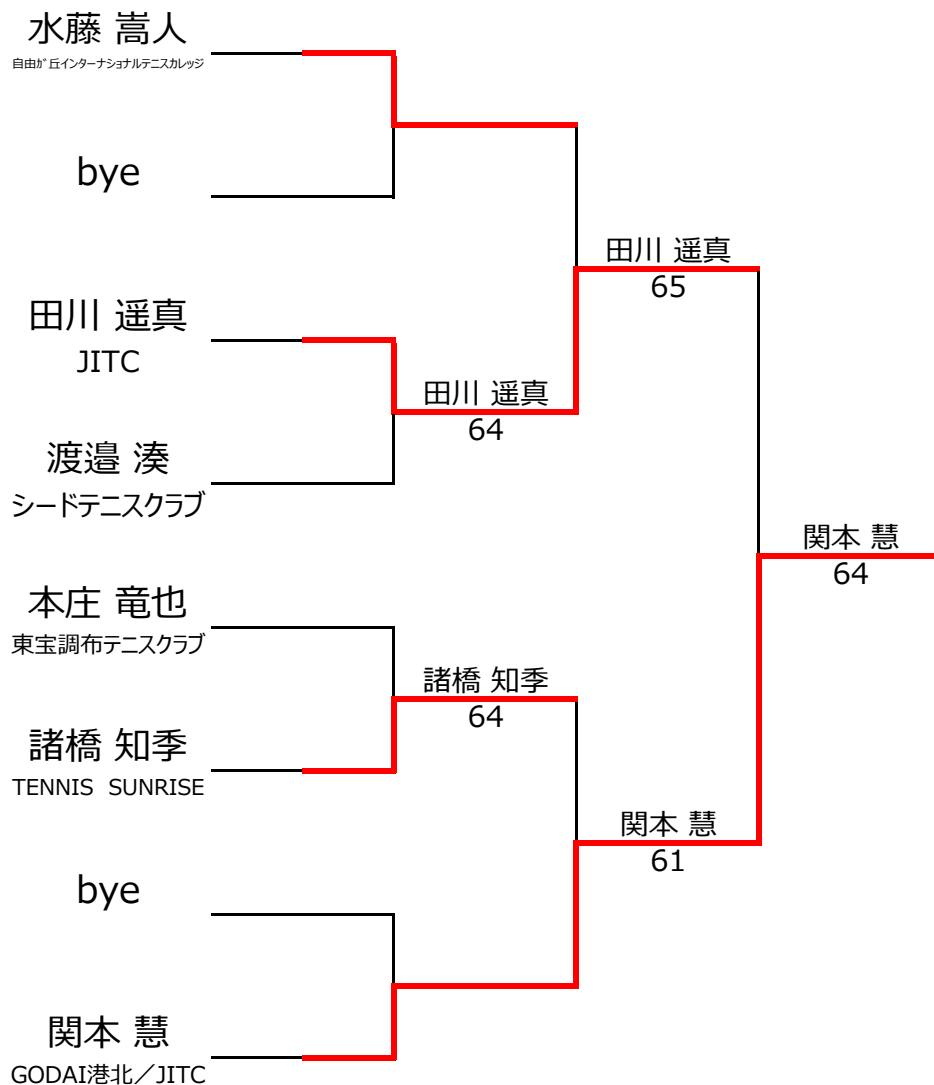 水藤 嵩人
自由が丘インターナショナルテニスカレッジ
bye
田川 遥真
JITC
渡邉 湊
シードテニスクラブ
本庄 竜也
東宝調布テニスクラブ
諸橋 知季
TENNIS SUNRISE
bye
関本 慧
GODAI港北／JITC
田川 遥真
64
諸橋 知季
64
田川 遥真
65
関本 慧
61
関本 慧
64